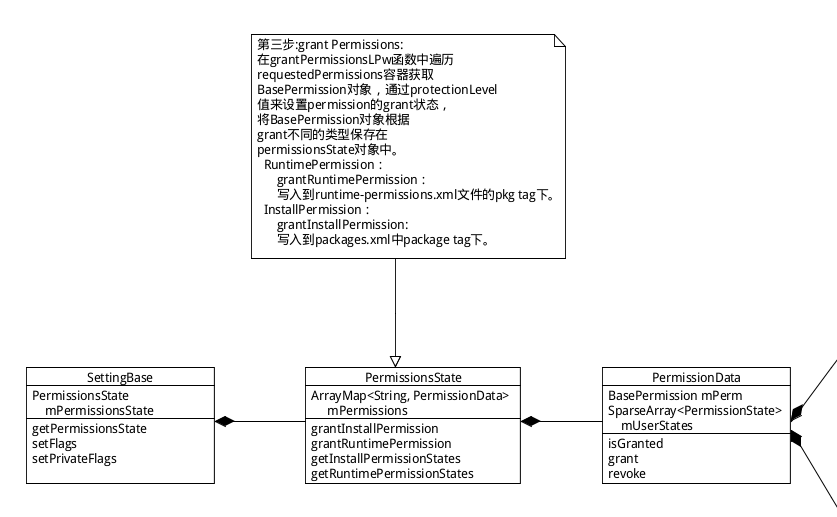 第三步:grant Permissions:
在grantPermissionsLPw函数中遍历
requestedPermissions容器获取
BasePermission对象，通过protectionLevel
值来设置permission的grant状态，
将BasePermission对象根据
grant不同的类型保存在
permissionsState对象中。
RuntimePermission：
grantRuntimePermission：
写入到runtime-permissions.xml文件的pkg tag下。
InstallPermission：
grantInstallPermission:
写入到packages.xml中package tag下。
SettingBase
PermissionsState
mPermissionsState
getPermissionsState
setFlags
setPrivateFlags
PermissionsState
ArrayMap<String, PermissionData>
mPermissions
grantInstallPermission
grantRuntimePermission
getInstallPermissionStates
getRuntimePermissionStates
PermissionData
BasePermission mPerm
SparseArray<PermissionState>
mUserStates
isGranted
grant
revoke